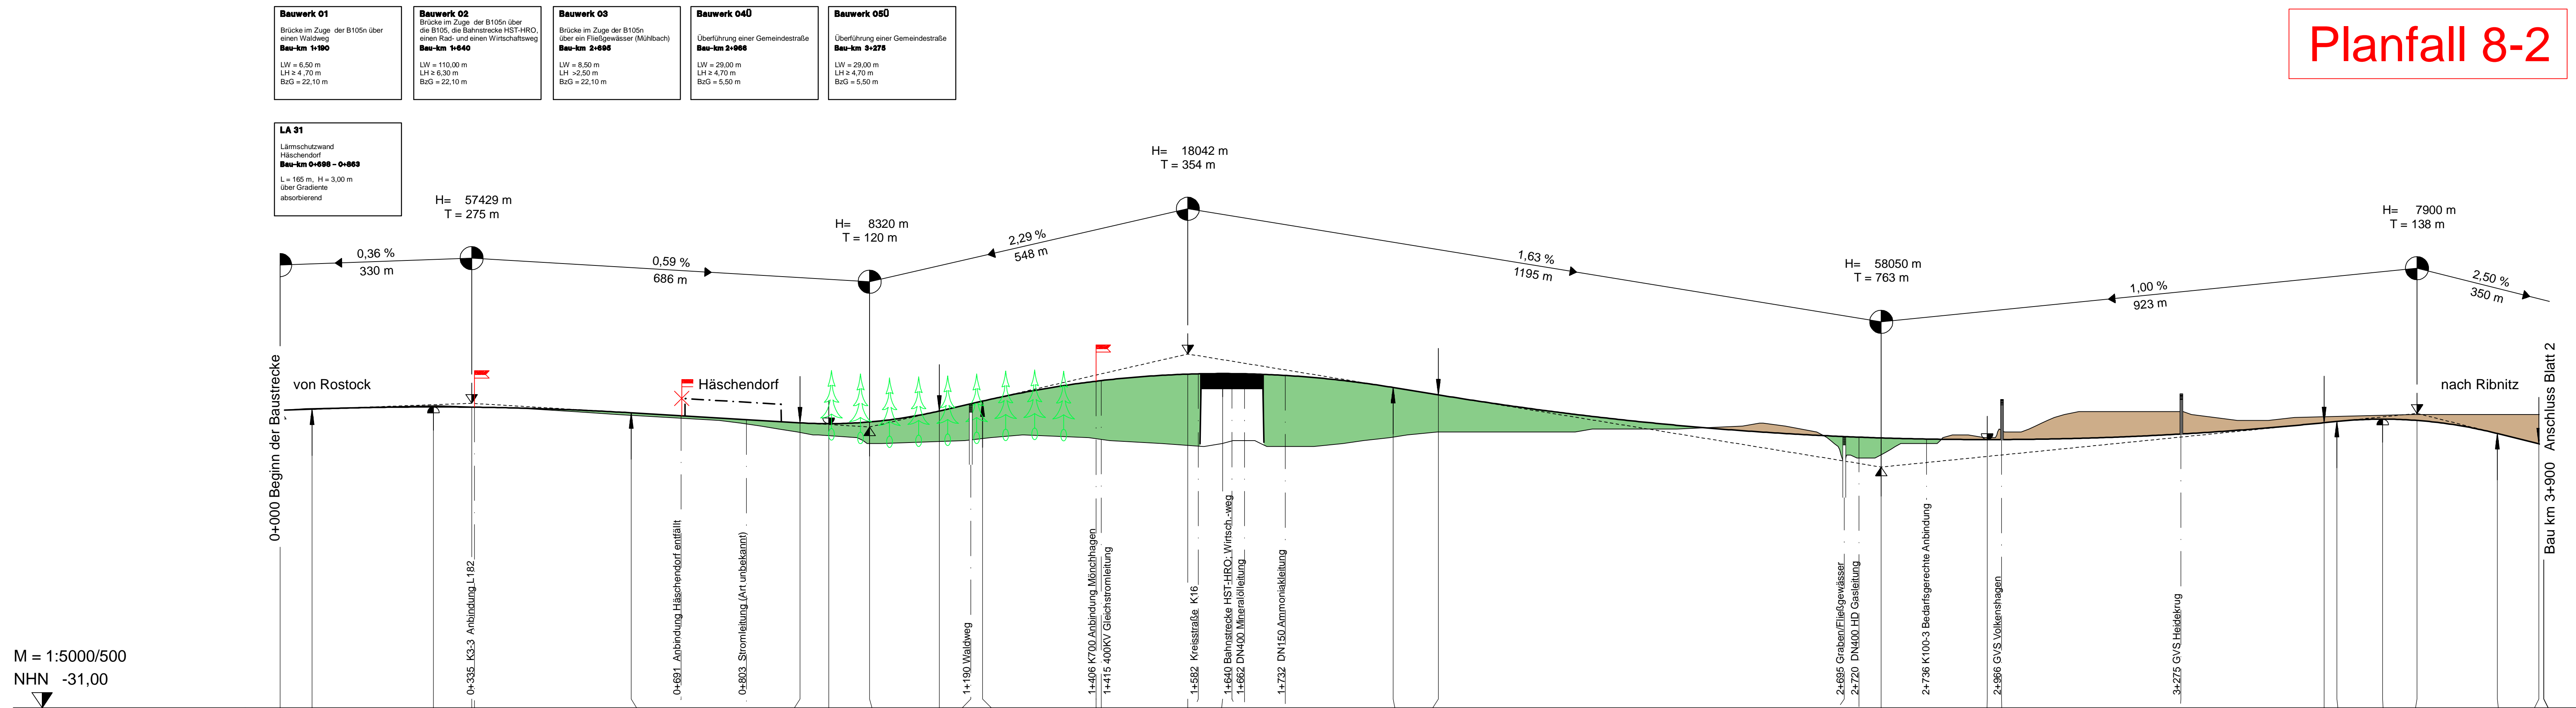 Bauwerk 01
Brücke im Zuge der B105n über
einen Waldweg
Bau-km 1+190
LW = 6,50 m
LH ≥ 4 ,70 m
BzG = 22,10 m
Bauwerk 02
Brücke im Zuge der B105n über
die B105, die Bahnstrecke HST-HRO,
einen Rad- und einen Wirtschaftsweg
Bau-km 1+640
LW = 110,00 m
LH ≥ 6,30 m
BzG = 22,10 m
Bauwerk 03
Brücke im Zuge der B105n
über ein Fließgewässer (Mühlbach)
Bau-km 2+695
LW = 8,50 m
LH >2,50 m
BzG = 22,10 m
Bauwerk 04Ü
Überführung einer Gemeindestraße
Bau-km 2+966
LW = 29,00 m
LH ≥ 4,70 m
BzG = 5,50 m
Bauwerk 05Ü
Überführung einer Gemeindestraße
Bau-km 3+275
LW = 29,00 m
LH ≥ 4,70 m
BzG = 5,50 m
Planfall 8-2
LA 31
Lärmschutzwand
Häschendorf
Bau-km 0+698 - 0+863
L = 165 m, H = 3,00 m
über Gradiente
absorbierend
H= 57429 m
T = 275 m
H= 8320 m
T = 120 m
H= 18042 m
T = 354 m
H= 58050 m
T = 763 m
H= 7900 m
T = 138 m
0,36 %
330 m
0,59 %
686 m
2,29 %
548 m
1,63 %
1195 m
1,00 %
923 m
2,50 %
350 m
0+000 Beginn der Baustrecke
von Rostock
Häschendorf
nach Ribnitz
Bau km 3+900 Anschluss Blatt 2
0+335 K3-3 Anbindung L182
0+691 Anbindung Häschendorf entfällt
0+803 Stromleitung (Art unbekannt)
1+190 Waldweg
1+406 K700 Anbindung Mönchhagen
1+415 400KV Gleichstromleitung
1+582 Kreisstraße K16
1+640 Bahnstrecke HST-HRO; Wirtsch.-weg
1+662 DN400 Mineralölleitung
1+732 DN150 Ammoniakleitung
2+695 Graben/Fließgewässer
2+720 DN400 HD Gasleitung
2+736 K100-3 Bedarfsgerechte Anbindung
2+966 GVS Volkenshagen
3+275 GVS Heidekrug
M = 1:5000/500
NHN -31,00